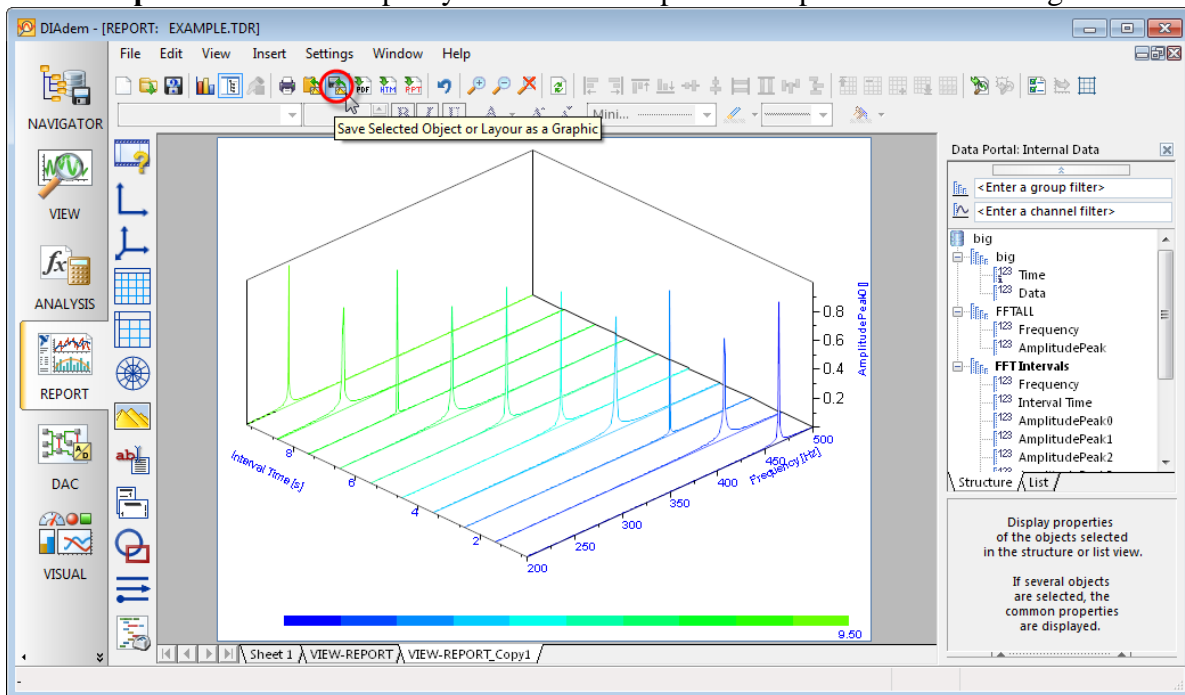 DIAdem - [REPORT: EXAMPLE.TDR]
File Edit View Insert Settings Window Help
PDF HTM RPT
B I U A Mini...
Save Selected Object or Layour as a Graphic
NAVIGATOR
VIEW
ANALYSIS
REPORT
DAC
VISUAL
0.8
0.6
0.4
0.2
AmplitudePeak0 []
8
6
4
2
Interval Time [s]
200
250
300
350
400
450
500
Frequency [Hz]
9.50
Sheet 1 VIEW-REPORT VIEW-REPORT_Copy1
Data Portal: Internal Data
<Enter a group filter>
<Enter a channel filter>
big
big
Time
Data
FFTALL
Frequency
AmplitudePeak
FFT Intervals
Frequency
Interval Time
AmplitudePeak0
AmplitudePeak1
AmplitudePeak2
Structure List
Display properties
of the objects selected
in the structure or list view.
If several objects
are selected, the
common properties
are displayed.
-